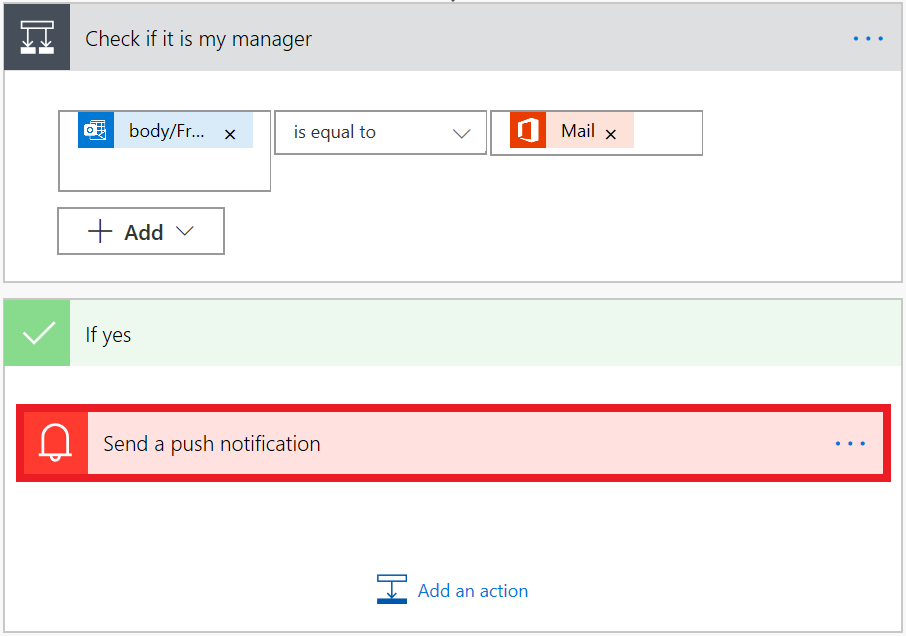 Check if it is my manager
body/Fr... × is equal to Mail ×
Add
If yes
Send a push notification
Add an action